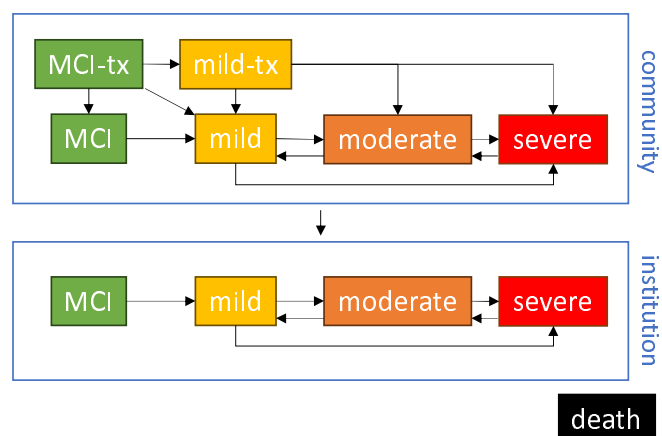 MCI-tx
mild-tx
MCI
mild
moderate
severe
community
MCI
mild
moderate
severe
institution
death